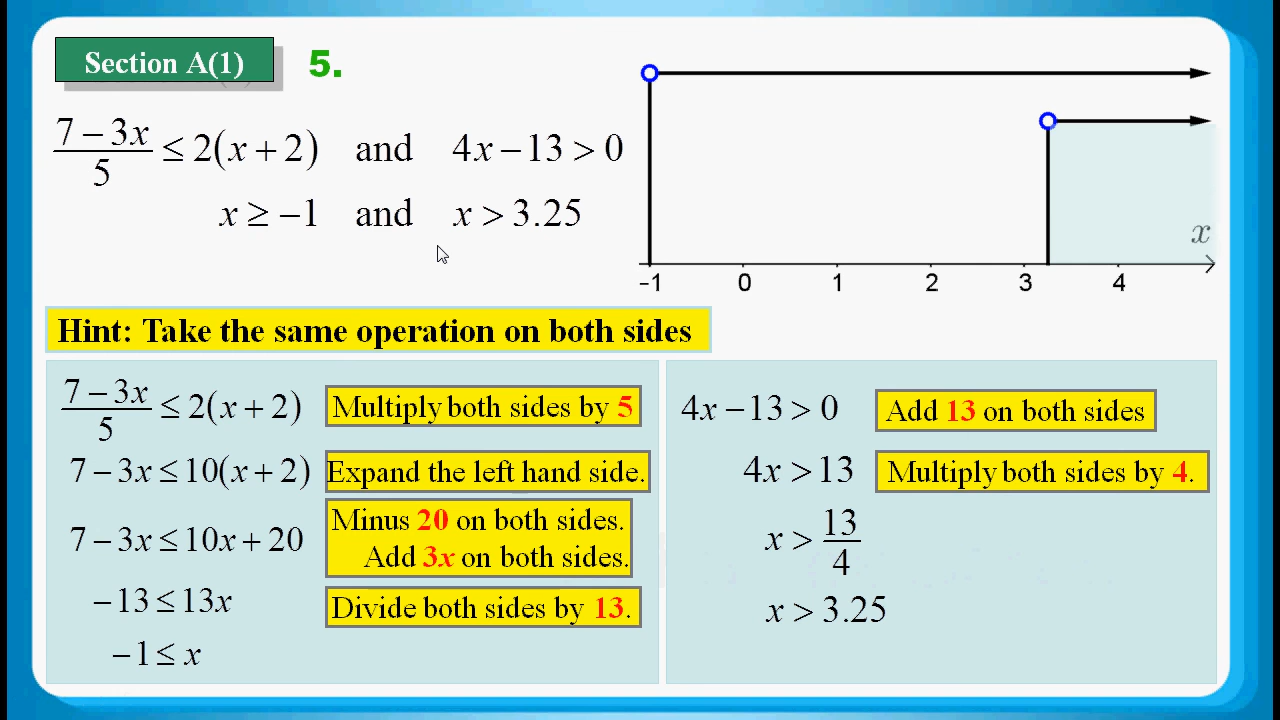 Section A(1) 5.
(7 − 3x)/5 ≤ 2(x + 2) and 4x − 13 > 0
x ≥ −1 and x > 3.25
x
−1 0 1 2 3 4
Hint: Take the same operation on both sides
(7 − 3x)/5 ≤ 2(x + 2) Multiply both sides by 5
7 − 3x ≤ 10(x + 2) Expand the left hand side.
7 − 3x ≤ 10x + 20 Minus 20 on both sides.
Add 3x on both sides.
−13 ≤ 13x Divide both sides by 13.
−1 ≤ x
4x − 13 > 0 Add 13 on both sides
4x > 13 Multiply both sides by 4.
x > 13/4
x > 3.25